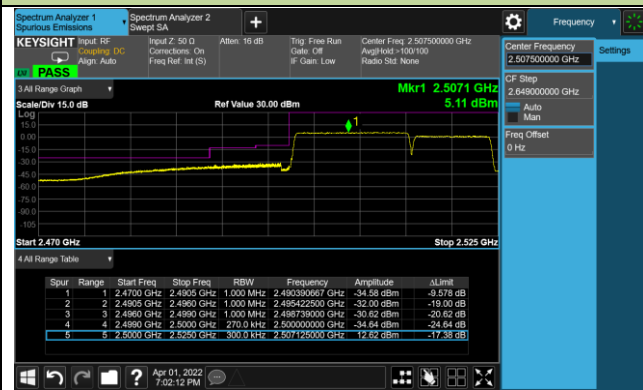 Spectrum Analyzer 1
Spurious Emissions
Spectrum Analyzer 2
Swept SA
Frequency
KEYSIGHT
Input: RF
Coupling: DC
Align: Auto
Input Z: 50 Ω
Corrections: On
Freq Ref: Int (S)
Atten: 16 dB
Trig: Free Run
Gate: Off
IF Gain: Low
Center Freq: 2.507500000 GHz
Avg|Hold:>100/100
Radio Std: None
PASS
Center Frequency
2.507500000 GHz
Settings
CF Step
2.649000000 GHz
Auto
Man
Freq Offset
0 Hz
3 All Range Graph
Mkr1 2.5071 GHz
Scale/Div 15.0 dB
Ref Value 30.00 dBm
5.11 dBm
Log
15.0
0.00
-15.0
-30.0
-45.0
-60.0
-75.0
-90.0
-105
1
Start 2.470 GHz
Stop 2.525 GHz
4 All Range Table
Spur Range Start Freq Stop Freq RBW Frequency Amplitude ΔLimit
1 1 2.4700 GHz 2.4905 GHz 1.000 MHz 2.490390667 GHz -34.58 dBm -9.578 dB
2 2 2.4905 GHz 2.4960 GHz 1.000 MHz 2.495422500 GHz -32.00 dBm -19.00 dB
3 3 2.4960 GHz 2.4990 GHz 1.000 MHz 2.498739000 GHz -30.62 dBm -20.62 dB
4 4 2.4990 GHz 2.5000 GHz 270.0 kHz 2.500000000 GHz -34.64 dBm -24.64 dB
5 5 2.5000 GHz 2.5250 GHz 300.0 kHz 2.507125000 GHz 12.62 dBm -17.38 dB
?
Apr 01, 2022
7:02:12 PM